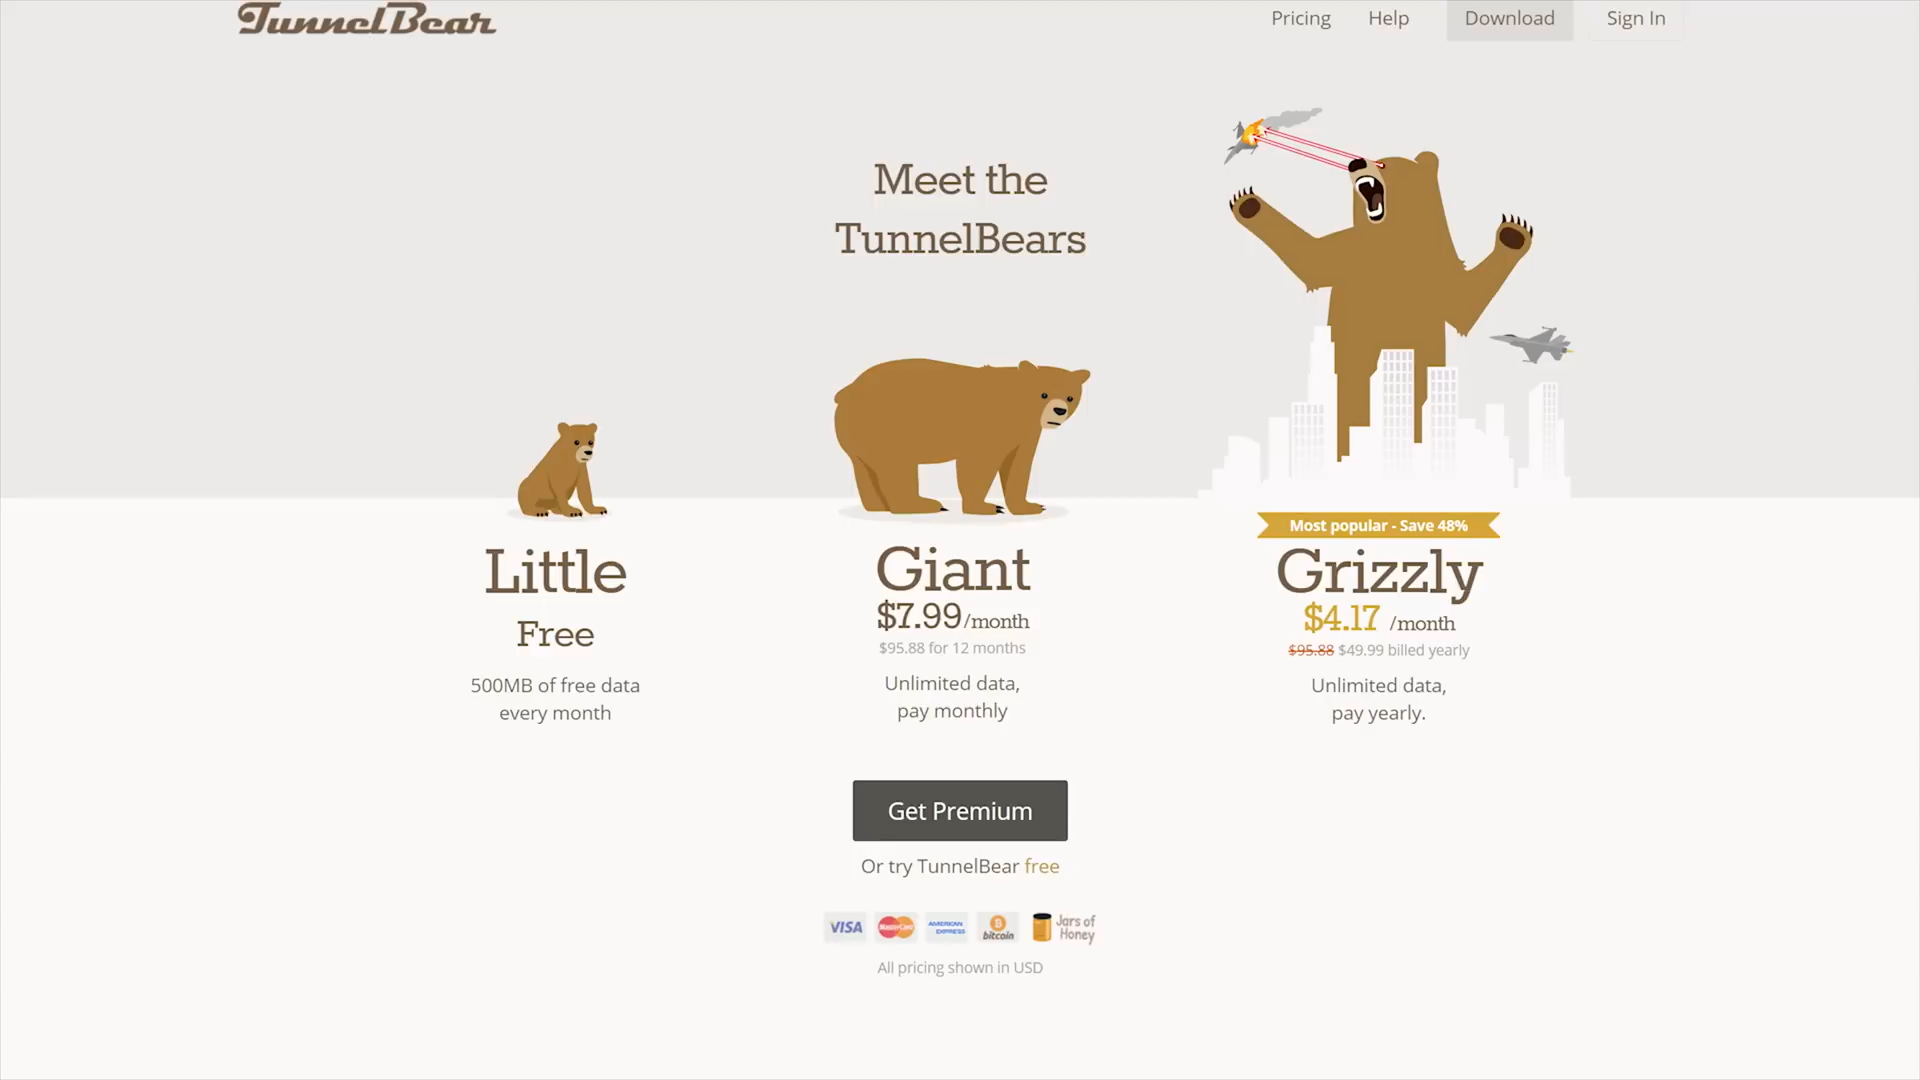 TunnelBear
Pricing
Help
Download
Sign In
Meet the
TunnelBears
Little
Free
500MB of free data
every month
Giant
$7.99/month
$95.88 for 12 months
Unlimited data,
pay monthly
Most popular - Save 48%
Grizzly
$4.17 /month
$95.88 $49.99 billed yearly
Unlimited data,
pay yearly.
Get Premium
Or try TunnelBear free
VISA
MasterCard
AMERICAN
EXPRESS
bitcoin
Jars of
Honey
All pricing shown in USD